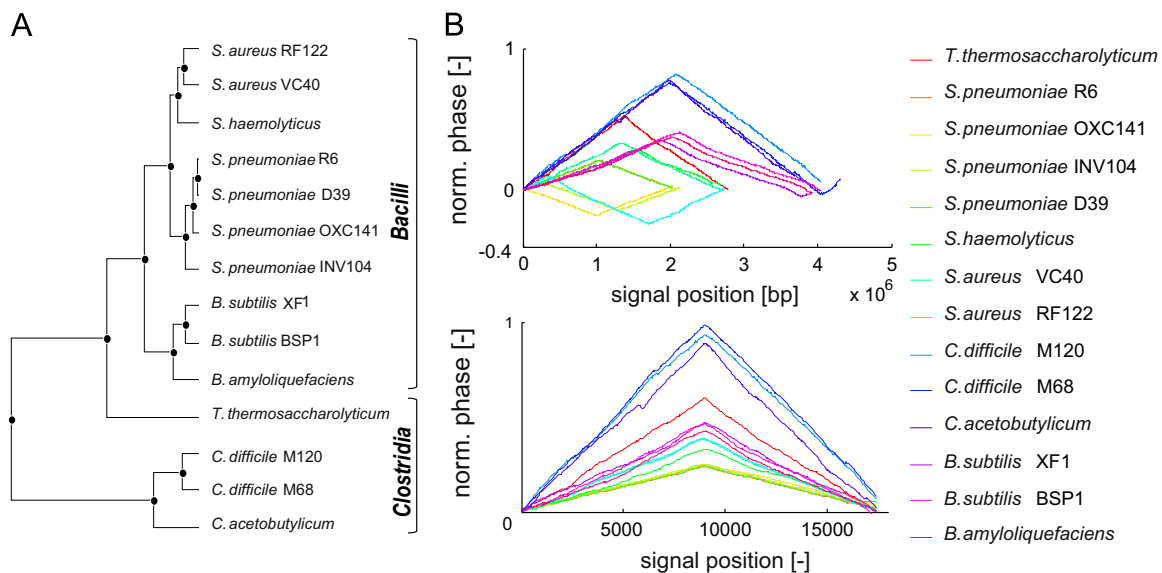 A
S. aureus RF122
S. aureus VC40
S. haemolyticus
S. pneumoniae R6
S. pneumoniae D39
S. pneumoniae OXC141
S. pneumoniae INV104
B. subtilis XF1
B. subtilis BSP1
B. amyloliquefaciens
T. thermosaccharolyticum
C. difficile M120
C. difficile M68
C. acetobutylicum
Bacilli
Clostridia
B
1
0
-0.4
norm. phase [-]
0 1 2 3 4 5
signal position [bp] x 10^6
1
0
norm. phase [-]
5000 10000 15000
signal position [-]
T. thermosaccharolyticum
S. pneumoniae R6
S. pneumoniae OXC141
S. pneumoniae INV104
S. pneumoniae D39
S. haemolyticus
S. aureus VC40
S. aureus RF122
C. difficile M120
C. difficile M68
C. acetobutylicum
B. subtilis XF1
B. subtilis BSP1
B. amyloliquefaciens